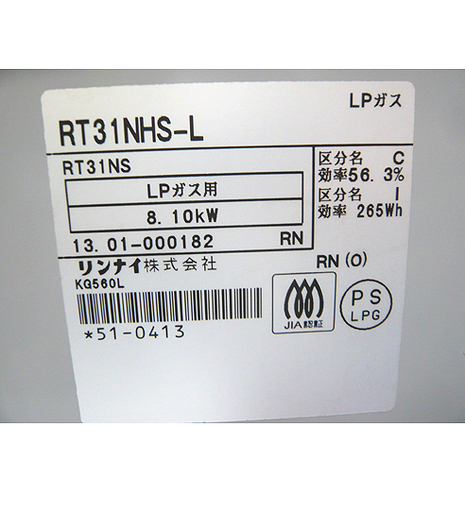 LPガス
RT31NHS-L
RT31NS
LPガス用
8.10kW
13.01-000182 RN
区分名 C
効率56.3%
区分名 I
効率 265Wh
リンナイ株式会社
RN (O)
KG560L
*51-0413
JIA認証
PS
LPG